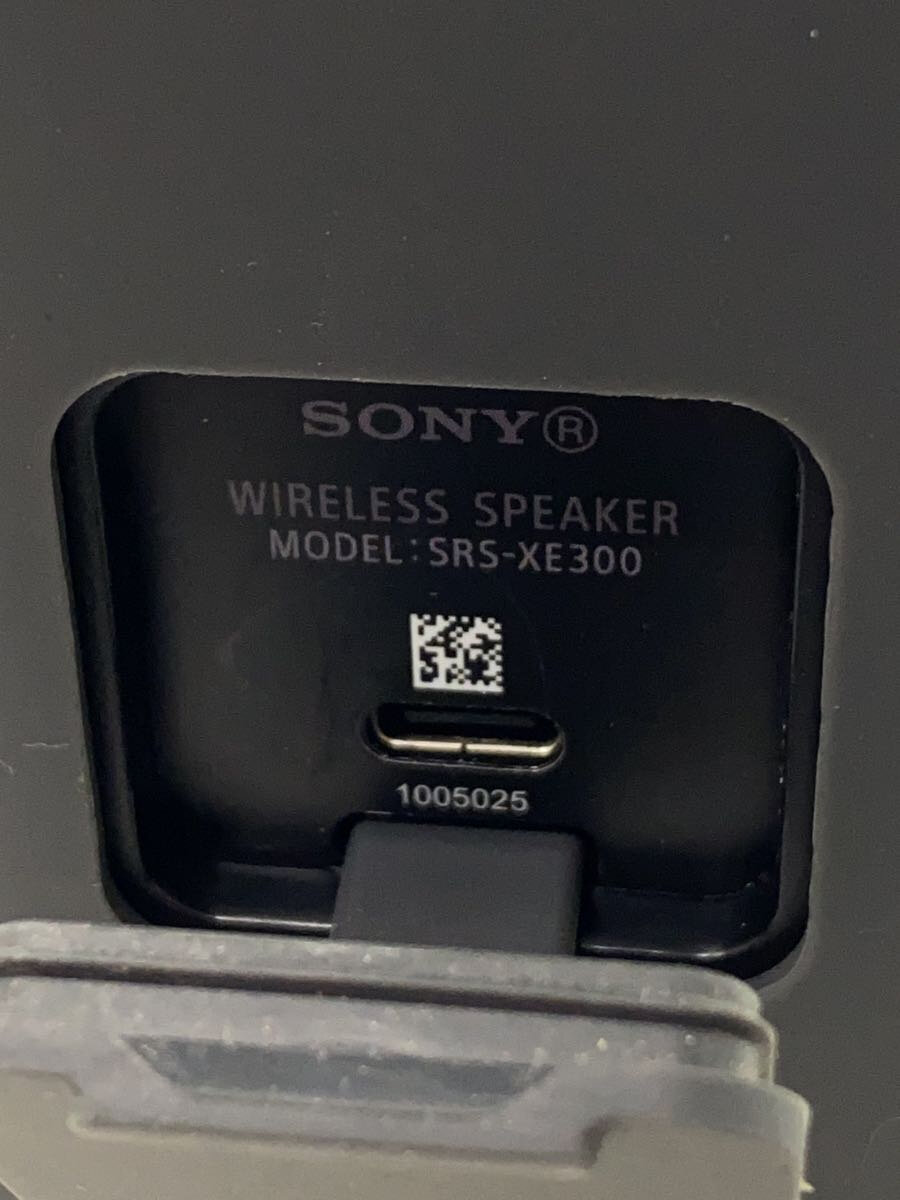 SONY®
WIRELESS SPEAKER
MODEL:SRS-XE300
1005025